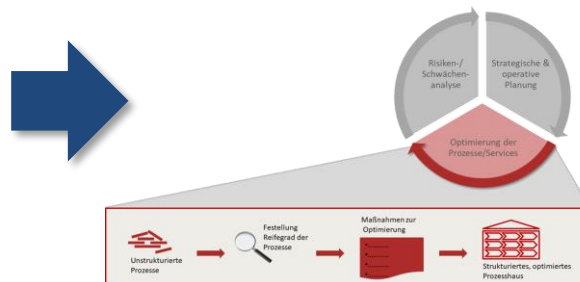 Risiken-/
Schwächen-
analyse
Strategische &
operative
Planung
Optimierung der
Prozesse/Services
Unstrukturierte
Prozesse
Festellung
Reifegrad der
Prozesse
Maßnahmen zur
Optimierung
Strukturiertes, optimiertes
Prozesshaus